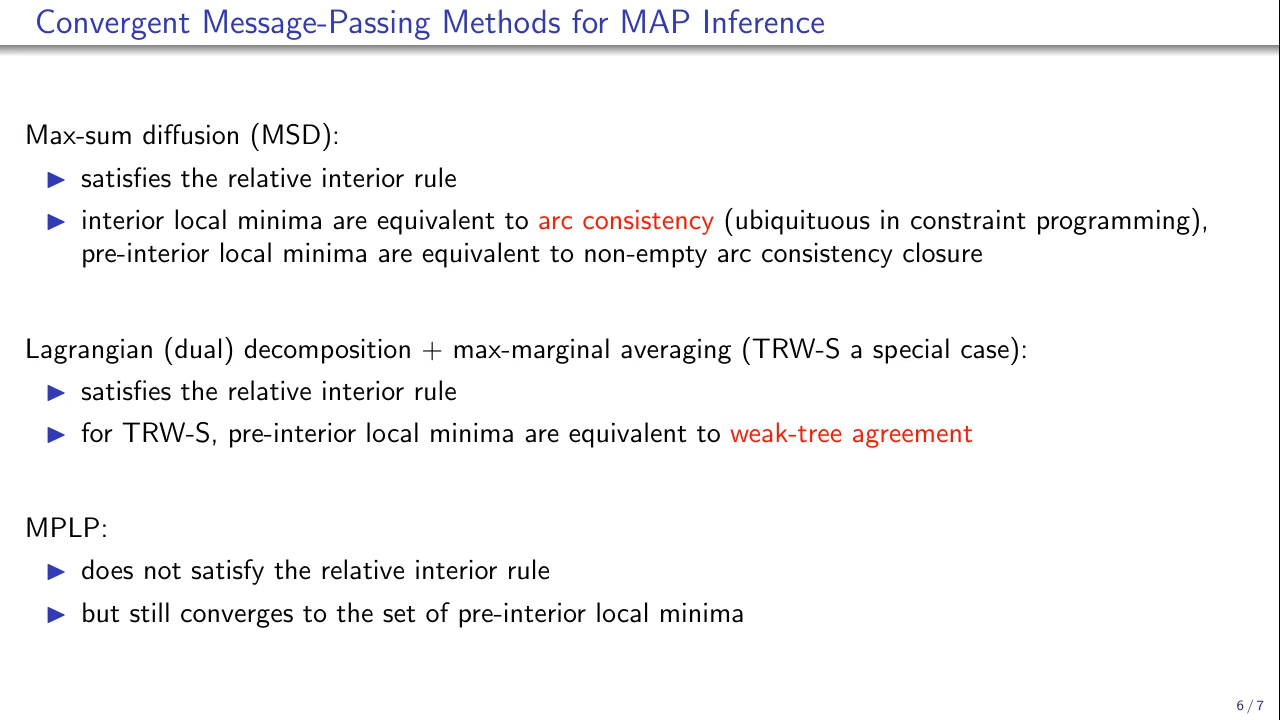 Convergent Message-Passing Methods for MAP Inference
Max-sum diffusion (MSD):
▶ satisfies the relative interior rule
▶ interior local minima are equivalent to arc consistency (ubiquituous in constraint programming),
pre-interior local minima are equivalent to non-empty arc consistency closure
Lagrangian (dual) decomposition + max-marginal averaging (TRW-S a special case):
▶ satisfies the relative interior rule
▶ for TRW-S, pre-interior local minima are equivalent to weak-tree agreement
MPLP:
▶ does not satisfy the relative interior rule
▶ but still converges to the set of pre-interior local minima
6 / 7